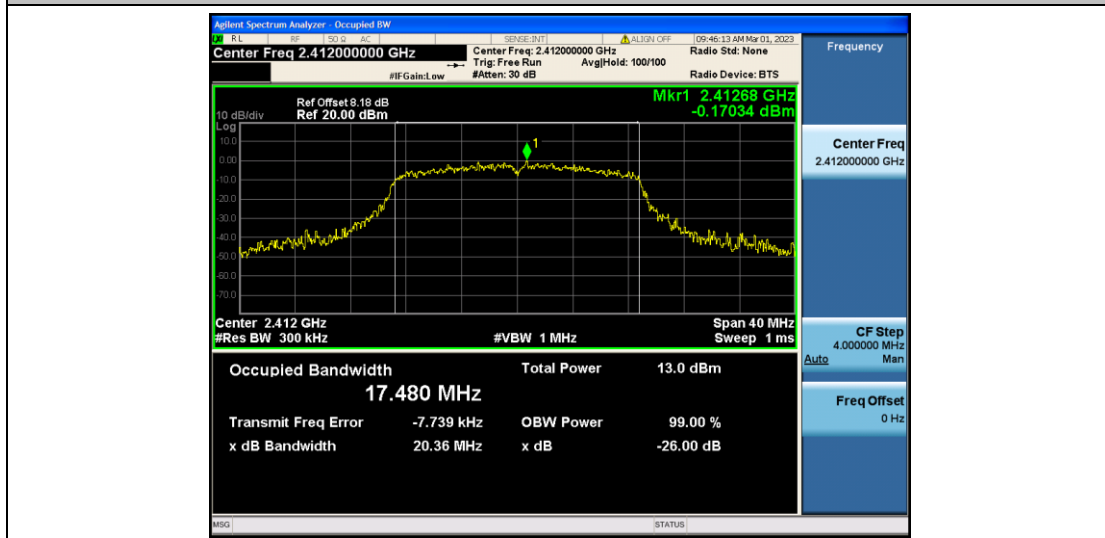 Agilent Spectrum Analyzer - Occupied BW
RL RF 50 Ω AC SENSE:INT ALIGN OFF 09:46:13 AM Mar 01, 2023
Center Freq 2.412000000 GHz Center Freq: 2.412000000 GHz Radio Std: None
Trig: Free Run Avg|Hold: 100/100
#IFGain:Low #Atten: 30 dB Radio Device: BTS
Frequency
Ref Offset 8.18 dB Mkr1 2.41268 GHz
10 dB/div Ref 20.00 dBm -0.17034 dBm
Log
10.0
0.00
-10.0
-20.0
-30.0
-40.0
-50.0
-60.0
-70.0
1
Center 2.412 GHz Span 40 MHz
#Res BW 300 kHz #VBW 1 MHz Sweep 1 ms
Occupied Bandwidth Total Power 13.0 dBm
17.480 MHz
Transmit Freq Error -7.739 kHz OBW Power 99.00 %
x dB Bandwidth 20.36 MHz x dB -26.00 dB
Center Freq
2.412000000 GHz
CF Step
4.000000 MHz
Auto Man
Freq Offset
0 Hz
MSG STATUS